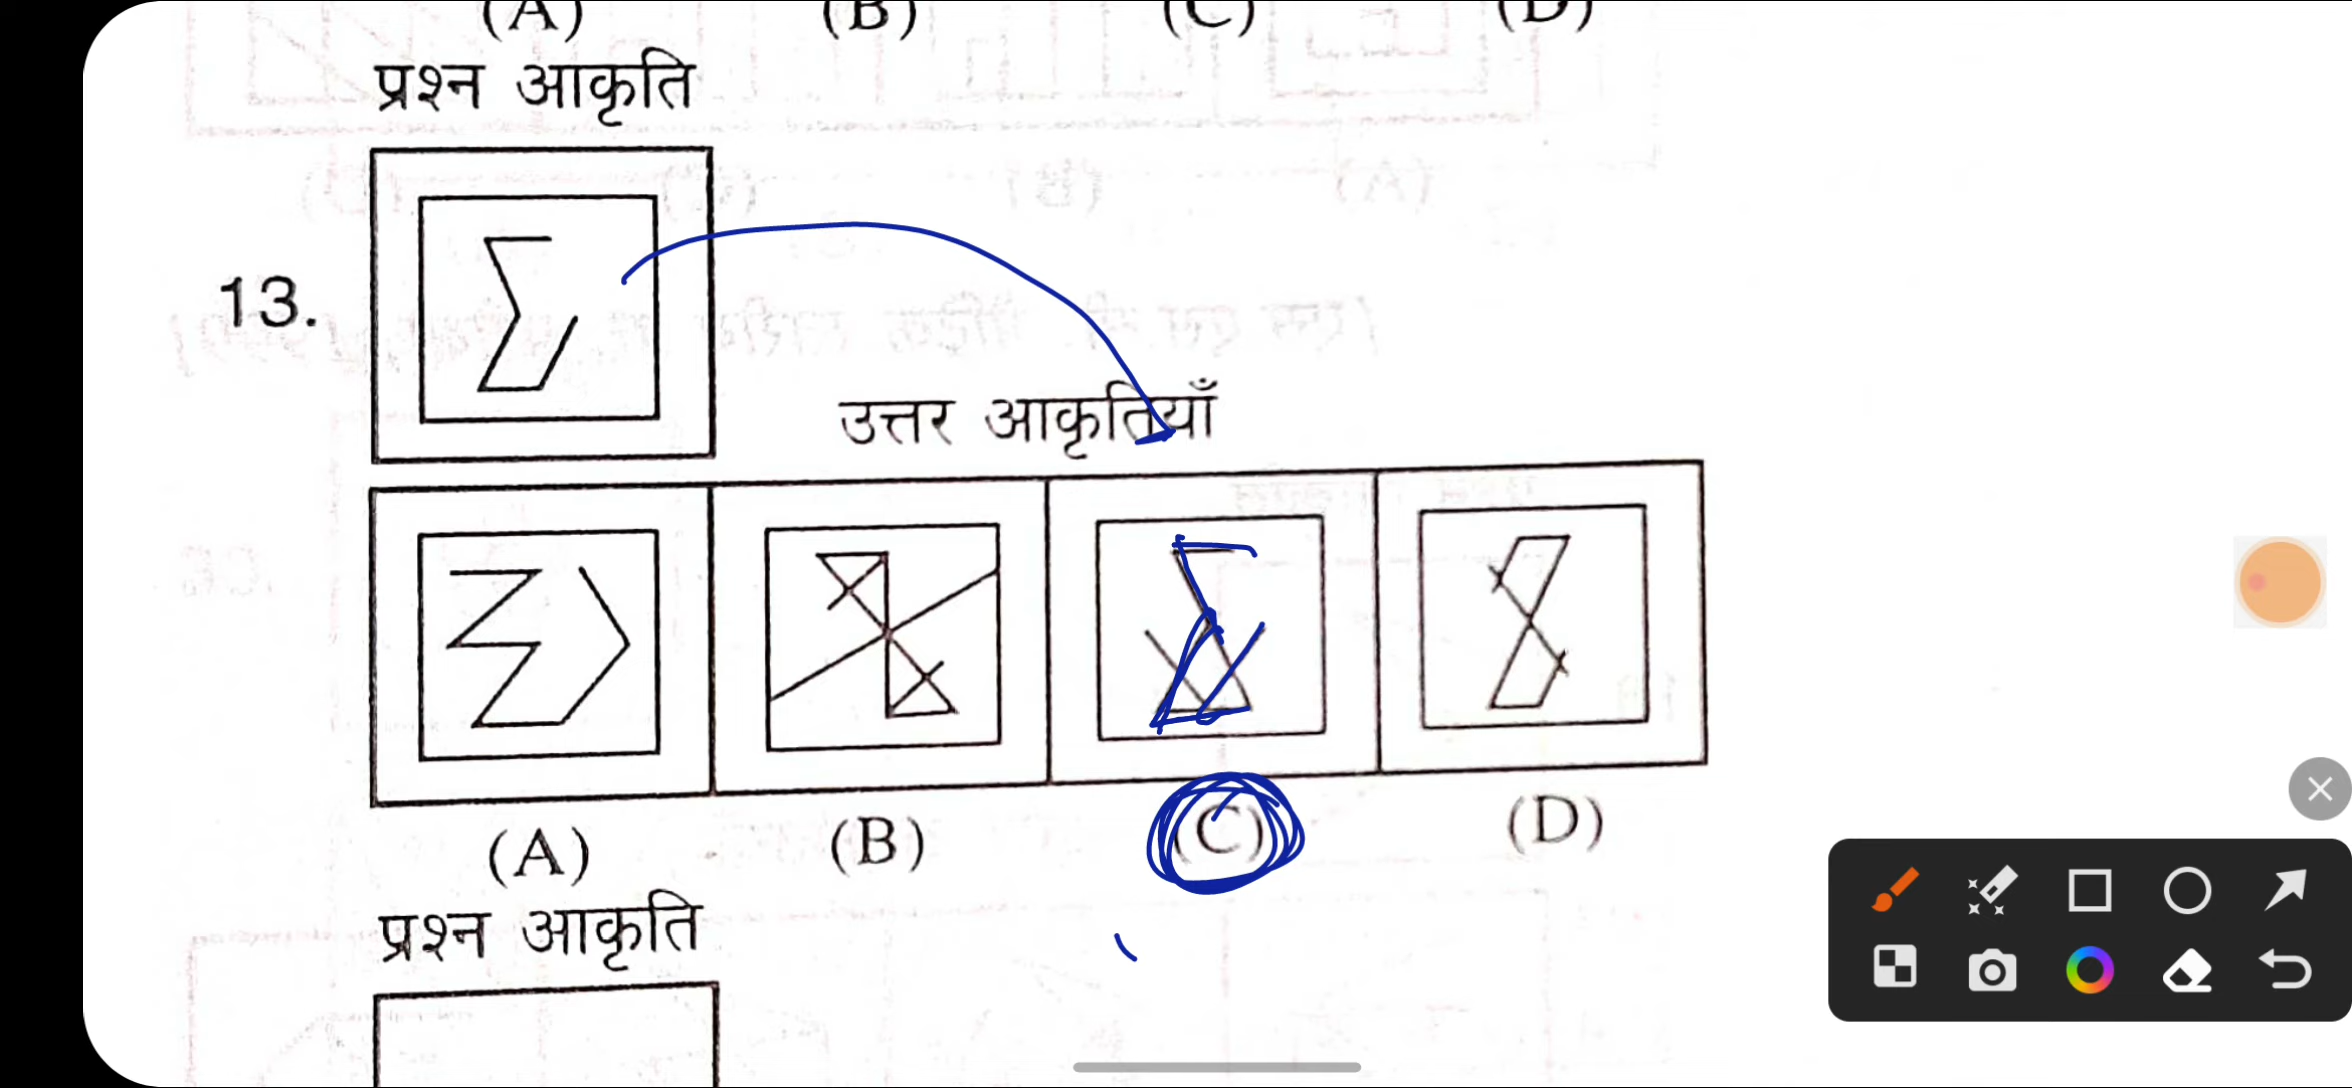 (A) (B) (C) (D)
प्रश्न आकृति
13.
उत्तर आकृतियाँ
(A) (B) (C) (D)
प्रश्न आकृति